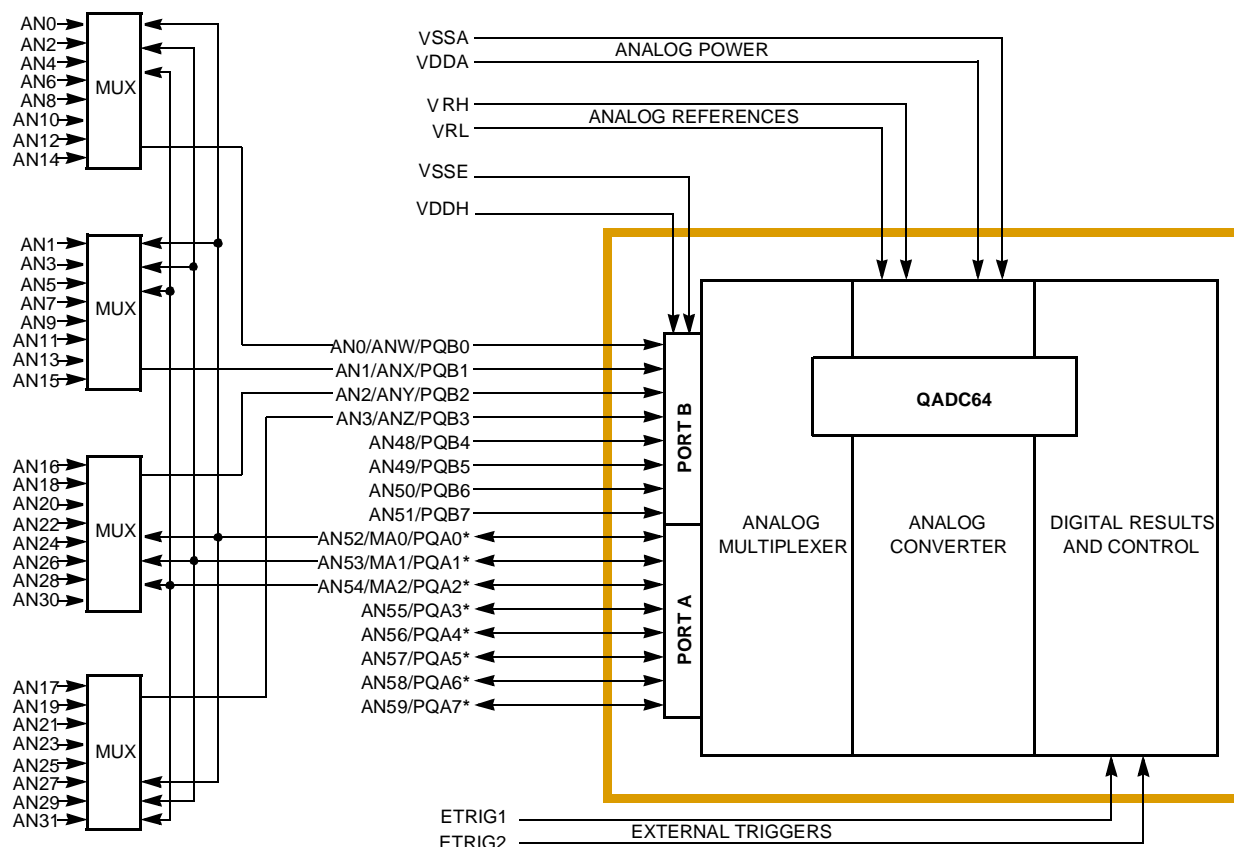 AN0
AN2
AN4
AN6
AN8
AN10
AN12
AN14
MUX
AN1
AN3
AN5
AN7
AN9
AN11
AN13
AN15
MUX
AN16
AN18
AN20
AN22
AN24
AN26
AN28
AN30
MUX
AN17
AN19
AN21
AN23
AN25
AN27
AN29
AN31
MUX
VSSA
VDDA
ANALOG POWER
VRH
VRL
ANALOG REFERENCES
VSSE
VDDH
AN0/ANW/PQB0
AN1/ANX/PQB1
AN2/ANY/PQB2
AN3/ANZ/PQB3
AN48/PQB4
AN49/PQB5
AN50/PQB6
AN51/PQB7
AN52/MA0/PQA0*
AN53/MA1/PQA1*
AN54/MA2/PQA2*
AN55/PQA3*
AN56/PQA4*
AN57/PQA5*
AN58/PQA6*
AN59/PQA7*
PORT B
PORT A
QADC64
ANALOG
MULTIPLEXER
ANALOG
CONVERTER
DIGITAL RESULTS
AND CONTROL
ETRIG1
ETRIG2
EXTERNAL TRIGGERS